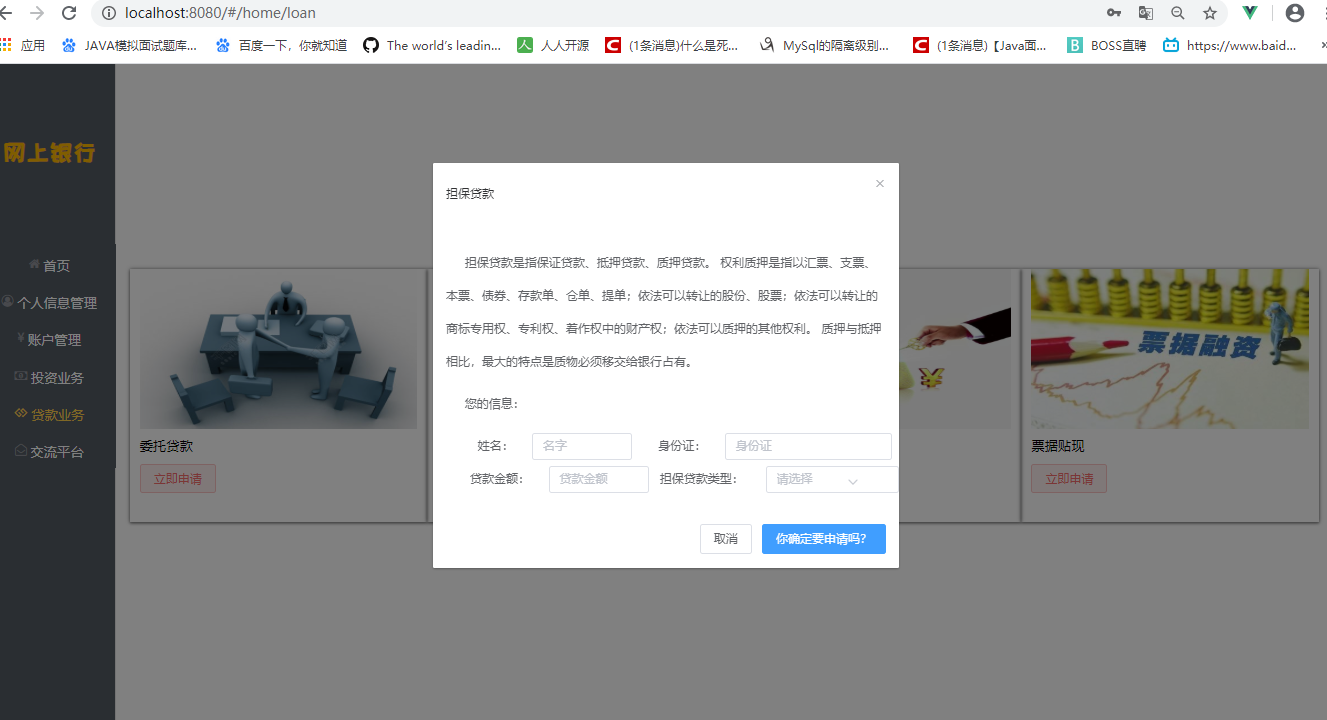 localhost:8080/#/home/loan
应用
JAVA模拟面试题库...
百度一下，你就知道
The world's leadin...
人 人人开源
C (1条消息)什么是死...
MySql的隔离级别...
C (1条消息)【Java面...
B BOSS直聘
https://www.baid...
网上银行
首页
个人信息管理
账户管理
投资业务
贷款业务
交流平台
担保贷款
担保贷款是指保证贷款、抵押贷款、质押贷款。 权利质押是指以汇票、支票、
本票、债券、存款单、仓单、提单；依法可以转让的股份、股票；依法可以转让的
商标专用权、专利权、着作权中的财产权；依法可以质押的其他权利。 质押与抵押
相比，最大的特点是质物必须移交给银行占有。
您的信息:
姓名: 名字 身份证: 身份证
贷款金额: 贷款金额 担保贷款类型: 请选择
取消 你确定要申请吗?
委托贷款
立即申请
¥
票据融资
票据贴现
立即申请